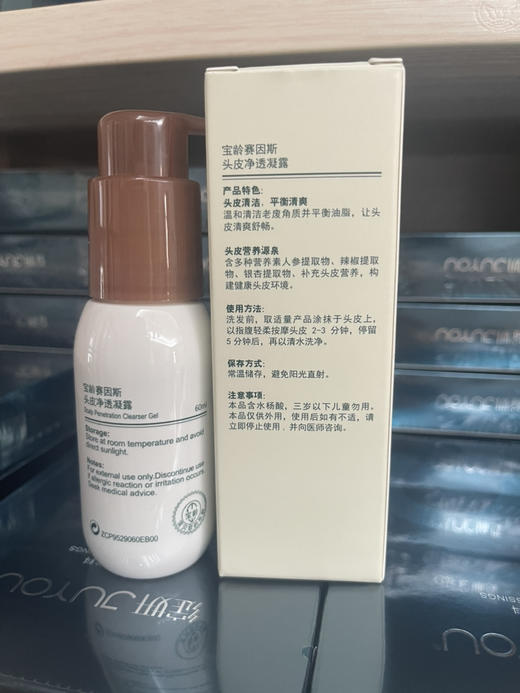 宝龄赛因斯
头皮净透凝露
产品特色:
头皮清洁、平衡清爽
温和清洁老废角质并平衡油脂,让头
皮清爽舒畅。
头皮营养源泉
含多种营养素人参提取物、辣椒提取
物、银杏提取物、补充头皮营养,构
建健康头皮环境。
使用方法:
洗发前,取适量产品涂抹于头皮上,
以指腹轻柔按摩头皮 2-3 分钟,停留
5 分钟后,再以清水洗净。
保存方式:
常温储存,避免阳光直射。
注意事项:
本品含水杨酸,三岁以下儿童勿用。
本品仅供外用,使用后如有不适,请
立即停止使用,并向医师咨询。
宝龄赛因斯
头皮净透凝露
Scalp Penetration Clearser Gel
60ml
Storage:
Store at room temperature and avoid
direct sunlight.
Notes:
For external use only.Discontinue use
if allergic reaction or irritation occurs.
Seek medical advice.
ZCP9529060EB00
JUYOU